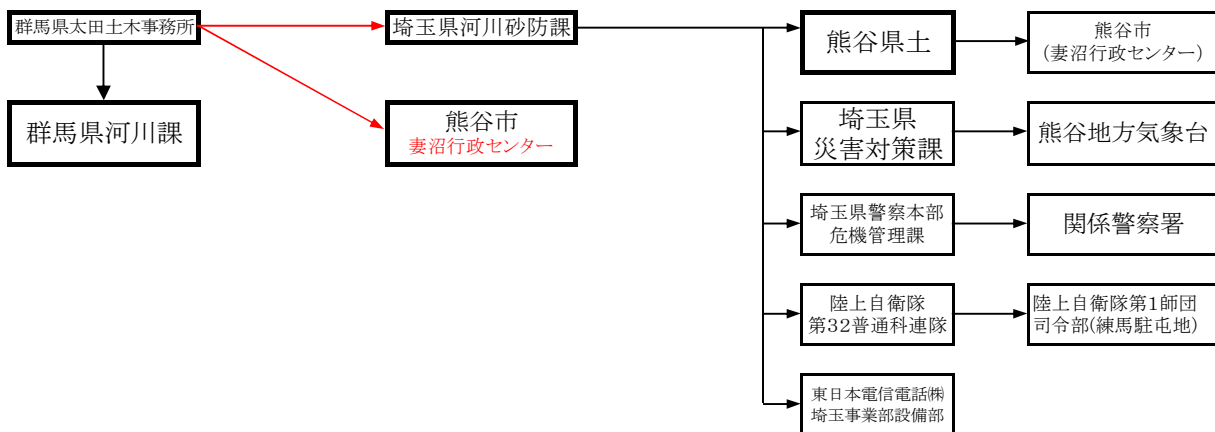 群馬県太田土木事務所
埼玉県河川砂防課
熊谷県土
熊谷市
(妻沼行政センター)
群馬県河川課
熊谷市
妻沼行政センター
埼玉県
災害対策課
熊谷地方気象台
埼玉県警察本部
危機管理課
関係警察署
陸上自衛隊
第32普通科連隊
陸上自衛隊第1師団
司令部(練馬駐屯地)
東日本電信電話㈱
埼玉事業部設備部